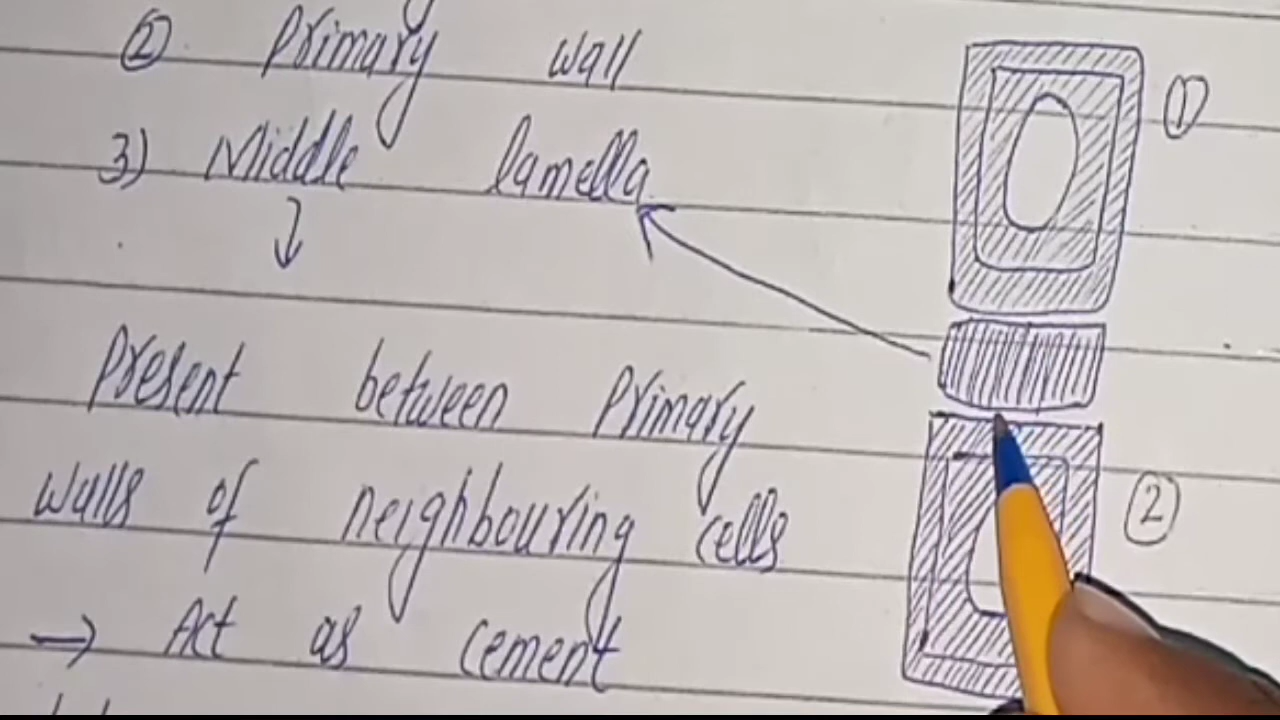 ② Primary wall
3) Middle lamella
Present between Primary
walls of neighbouring cells
→ Act as cement
①
②